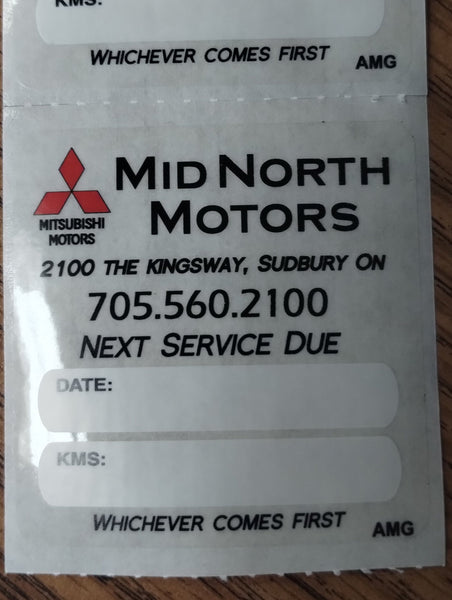 KMS:
WHICHEVER COMES FIRST
AMG
MID NORTH
MOTORS
MITSUBISHI
MOTORS
2100 THE KINGSWAY, SUDBURY ON
705.560.2100
NEXT SERVICE DUE
DATE:
KMS:
WHICHEVER COMES FIRST
AMG